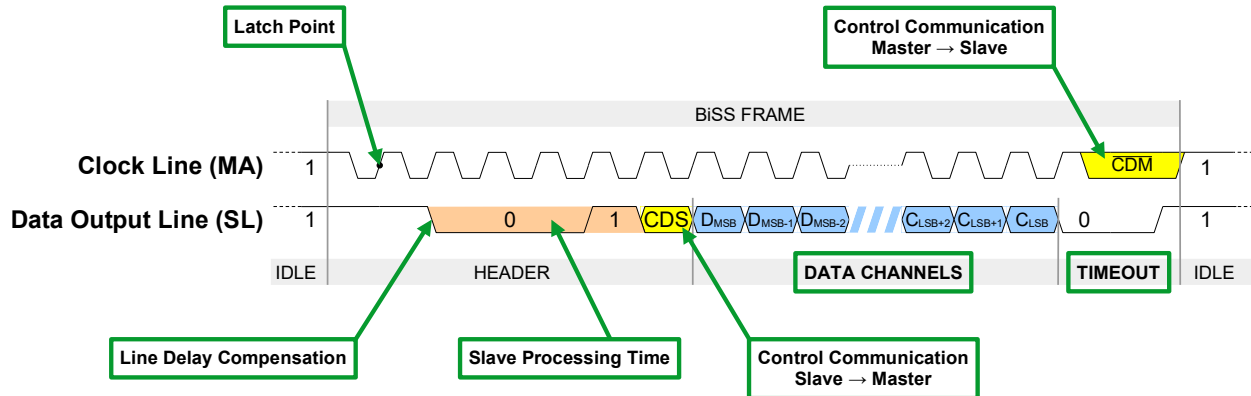 Latch Point
Control Communication
Master → Slave
BiSS FRAME
Clock Line (MA) 1 CDM 1
Data Output Line (SL) 1 0 1 CDS DMSB DMSB-1 DMSB-2 CLSB+2 CLSB+1 CLSB 0 1
IDLE HEADER DATA CHANNELS TIMEOUT IDLE
Line Delay Compensation Slave Processing Time Control Communication
Slave → Master